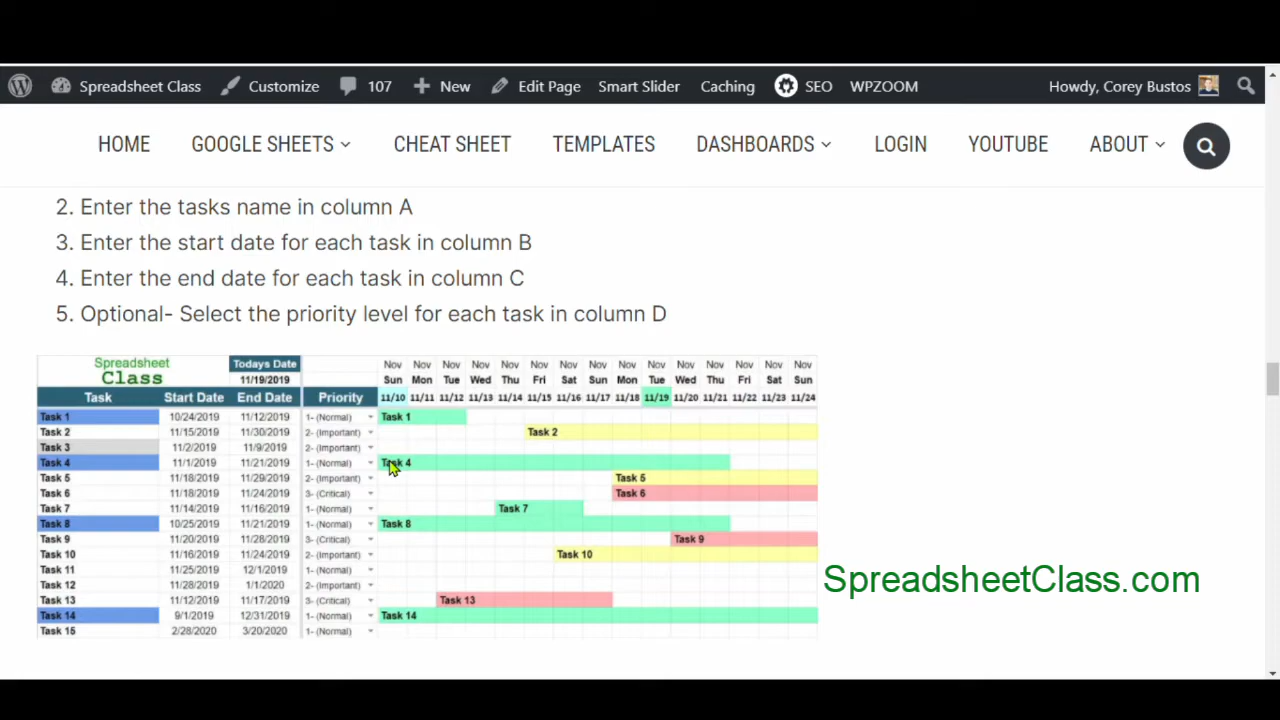 Spreadsheet Class Customize 107 New Edit Page Smart Slider Caching SEO WPZOOM Howdy, Corey Bustos
HOME GOOGLE SHEETS CHEAT SHEET TEMPLATES DASHBOARDS LOGIN YOUTUBE ABOUT
2. Enter the tasks name in column A
3. Enter the start date for each task in column B
4. Enter the end date for each task in column C
5. Optional- Select the priority level for each task in column D
Spreadsheet Todays Date Nov Nov Nov Nov Nov Nov Nov Nov Nov Nov Nov Nov Nov Nov Nov
Class 11/19/2019 Sun Mon Tue Wed Thu Fri Sat Sun Mon Tue Wed Thu Fri Sat Sun
Task Start Date End Date Priority 11/10 11/11 11/12 11/13 11/14 11/15 11/16 11/17 11/18 11/19 11/20 11/21 11/22 11/23 11/24
Task 1 10/24/2019 11/12/2019 1- (Normal) Task 1
Task 2 11/15/2019 11/30/2019 2- (Important) Task 2
Task 3 11/2/2019 11/9/2019 2- (Important)
Task 4 11/1/2019 11/21/2019 1- (Normal) Task 4
Task 5 11/18/2019 11/29/2019 2- (Important) Task 5
Task 6 11/18/2019 11/24/2019 3- (Critical) Task 6
Task 7 11/14/2019 11/16/2019 1- (Normal) Task 7
Task 8 10/25/2019 11/21/2019 1- (Normal) Task 8
Task 9 11/20/2019 11/28/2019 3- (Critical) Task 9
Task 10 11/16/2019 11/24/2019 2- (Important) Task 10
Task 11 11/25/2019 12/1/2019 1- (Normal)
Task 12 11/28/2019 1/1/2020 2- (Important)
Task 13 11/12/2019 11/17/2019 3- (Critical) Task 13
Task 14 9/1/2019 12/31/2019 1- (Normal) Task 14
Task 15 2/28/2020 3/20/2020 1- (Normal)
SpreadsheetClass.com